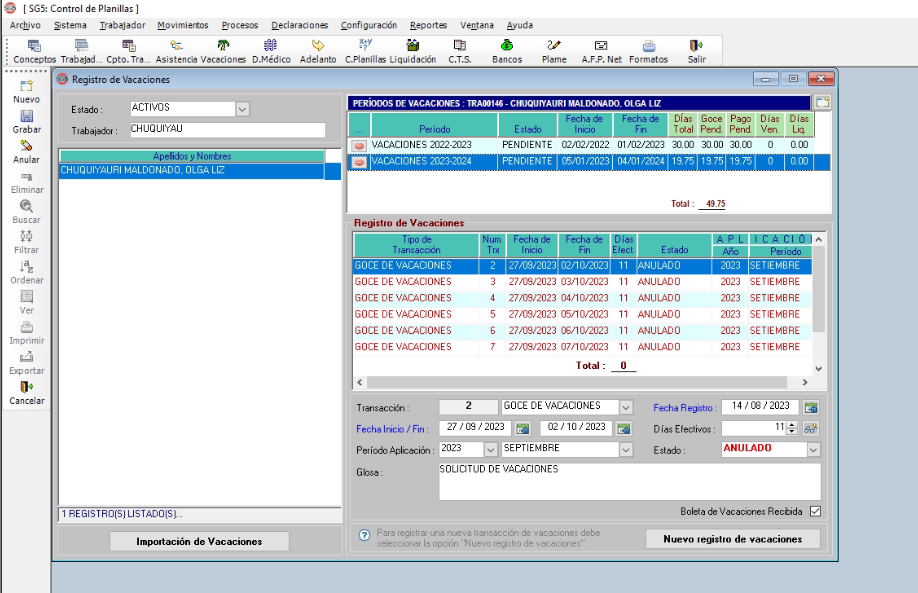 [ SG5: Control de Planillas ]
Archivo Sistema Trabajador Movimientos Procesos Declaraciones Configuración Reportes Ventana Ayuda
Conceptos Trabajad... Cpto. Tra... Asistencia Vacaciones D.Médico Adelanto C.Planillas Liquidación C.T.S. Bancos Plame A.F.P. Net Formatos Salir
Nuevo
Grabar
Anular
Eliminar
Buscar
Filtrar
Ordenar
Ver
Imprimir
Exportar
Cancelar
Registro de Vacaciones
Estado : ACTIVOS
Trabajador : CHUQUIYAU
Apellidos y Nombres
CHUQUIYAURI MALDONADO, OLGA LIZ
1 REGISTRO(S) LISTADO(S)...
Importación de Vacaciones
PERÍODOS DE VACACIONES : TRA00146 - CHUQUIYAURI MALDONADO, OLGA LIZ
... Período Estado Fecha de Inicio Fecha de Fin Días Total Goce Pend. Pago Pend. Días Ven. Días Liq.
VACACIONES 2022-2023 PENDIENTE 02/02/2022 01/02/2023 30.00 30.00 30.00 0 0.00
VACACIONES 2023-2024 PENDIENTE 05/01/2023 04/01/2024 19.75 19.75 19.75 0 0.00
Total : 49.75
Registro de Vacaciones
Tipo de Transacción Num. Trx Fecha de Inicio Fecha de Fin Días Efect. Estado A P L I C A C I Ó Año Período
GOCE DE VACACIONES 2 27/09/2023 02/10/2023 11 ANULADO 2023 SETIEMBRE
GOCE DE VACACIONES 3 27/09/2023 03/10/2023 11 ANULADO 2023 SETIEMBRE
GOCE DE VACACIONES 4 27/09/2023 04/10/2023 11 ANULADO 2023 SETIEMBRE
GOCE DE VACACIONES 5 27/09/2023 05/10/2023 11 ANULADO 2023 SETIEMBRE
GOCE DE VACACIONES 6 27/09/2023 06/10/2023 11 ANULADO 2023 SETIEMBRE
GOCE DE VACACIONES 7 27/09/2023 07/10/2023 11 ANULADO 2023 SETIEMBRE
Total : 0
Transacción : 2 GOCE DE VACACIONES Fecha Registro : 14 / 08 / 2023
Fecha Inicio / Fin : 27 / 09 / 2023 02 / 10 / 2023 Días Efectivos : 11
Período Aplicación : 2023 SEPTIEMBRE Estado : ANULADO
Glosa : SOLICITUD DE VACACIONES
Boleta de Vacaciones Recibida
Para registrar una nueva transacción de vacaciones debe
seleccionar la opción "Nuevo registro de vacaciones".
Nuevo registro de vacaciones